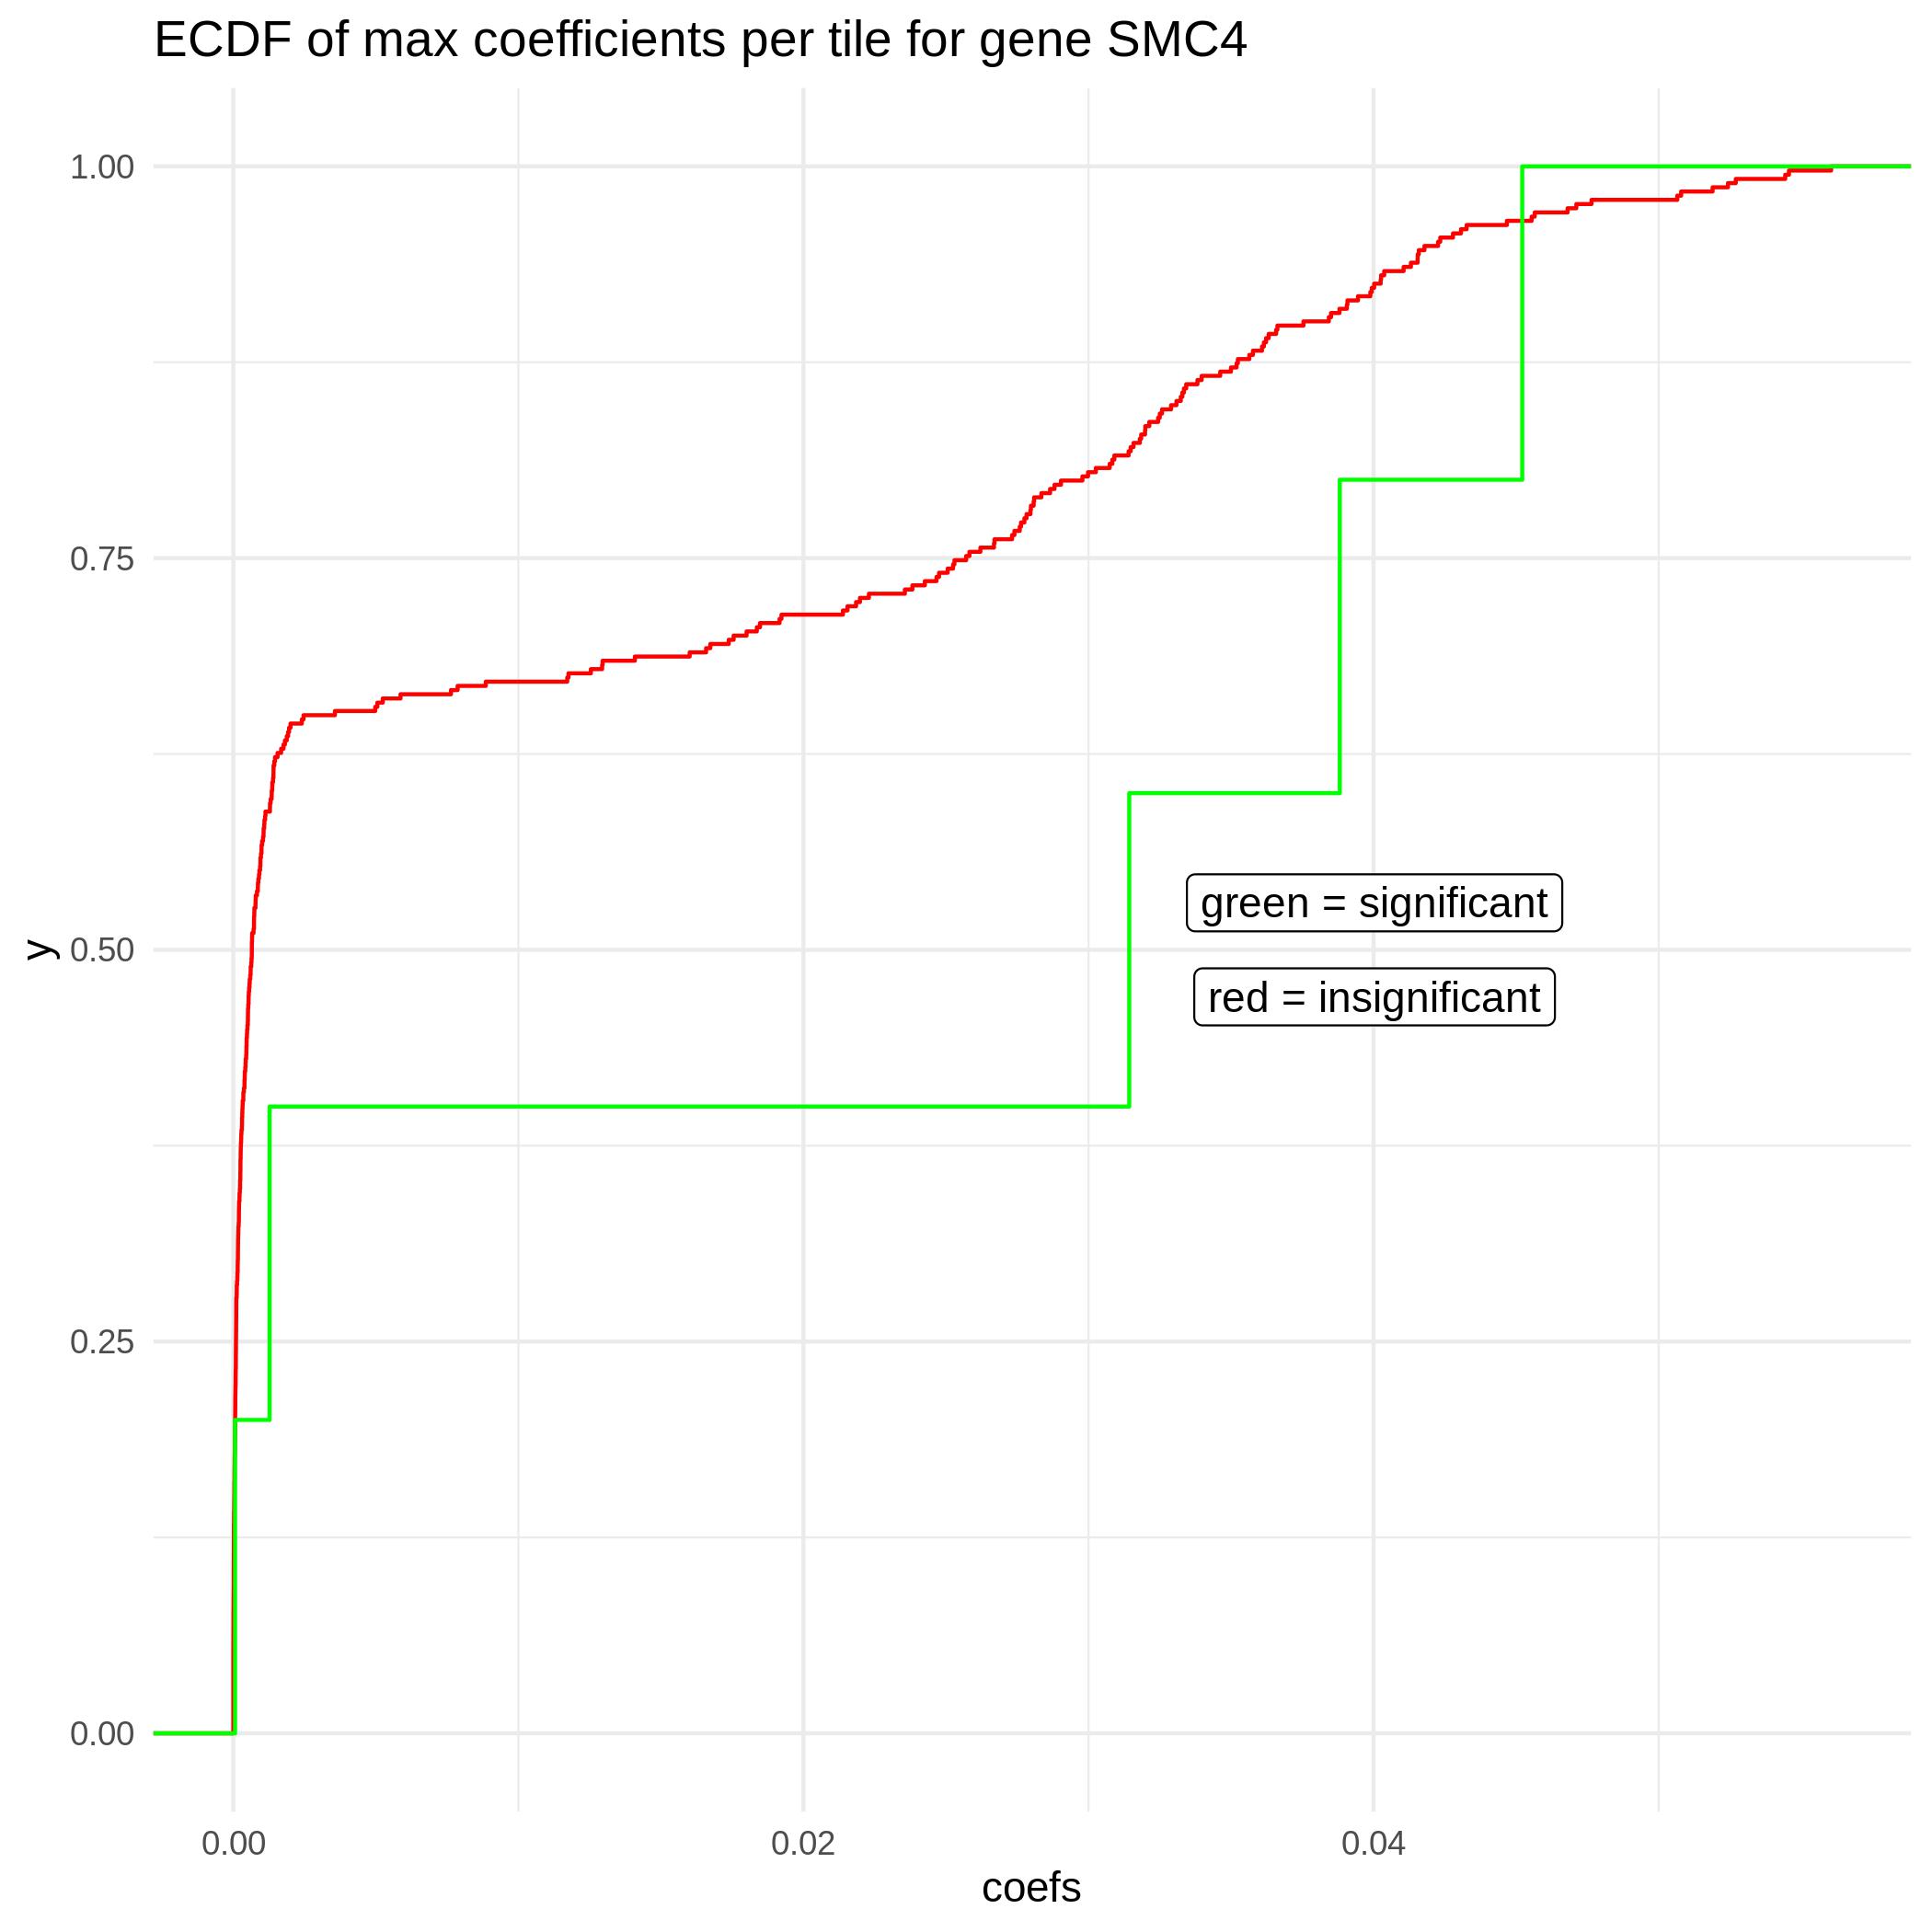 ECDF of max coefficients per tile for gene SMC4
1.00
0.75
0.50
0.25
0.00
y
green = significant
red = insignificant
0.00 0.02 0.04
coefs